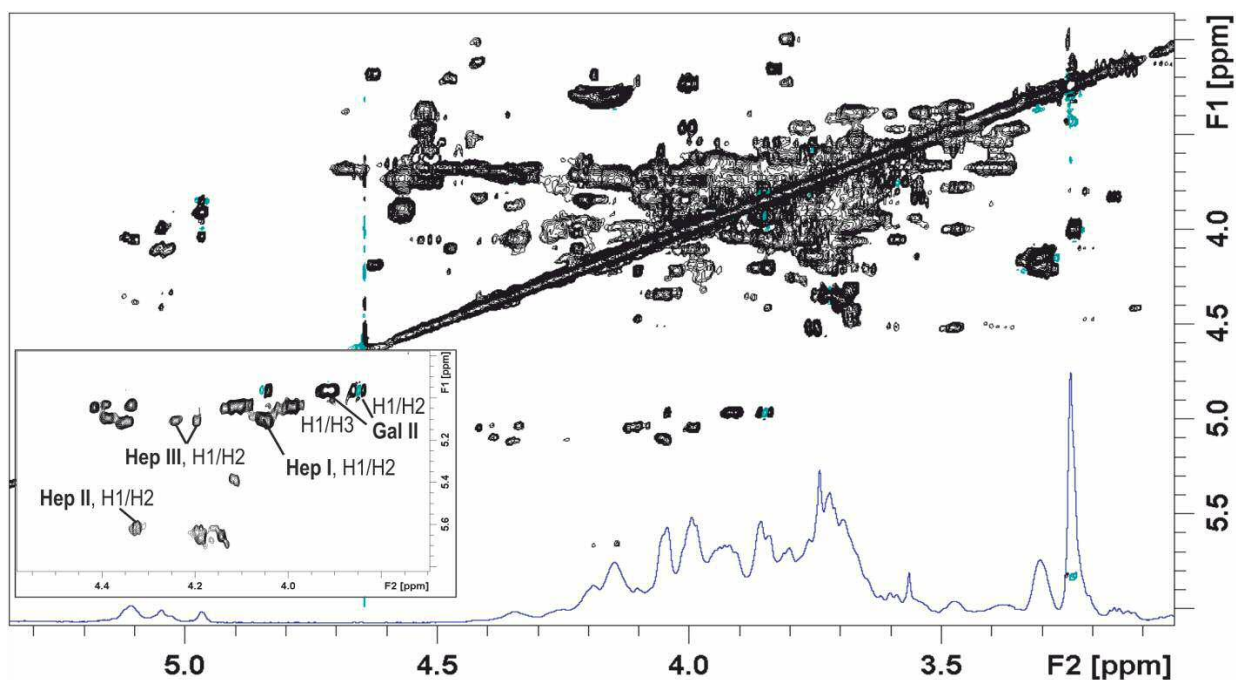 F1 [ppm]
4.0
4.5
5.0
5.5
F1 [ppm]
5.2
5.4
5.6
H1/H2
H1/H3
Gal II
Hep III, H1/H2
Hep I, H1/H2
Hep II, H1/H2
4.4
4.2
4.0
F2 [ppm]
5.0
4.5
4.0
3.5
F2 [ppm]